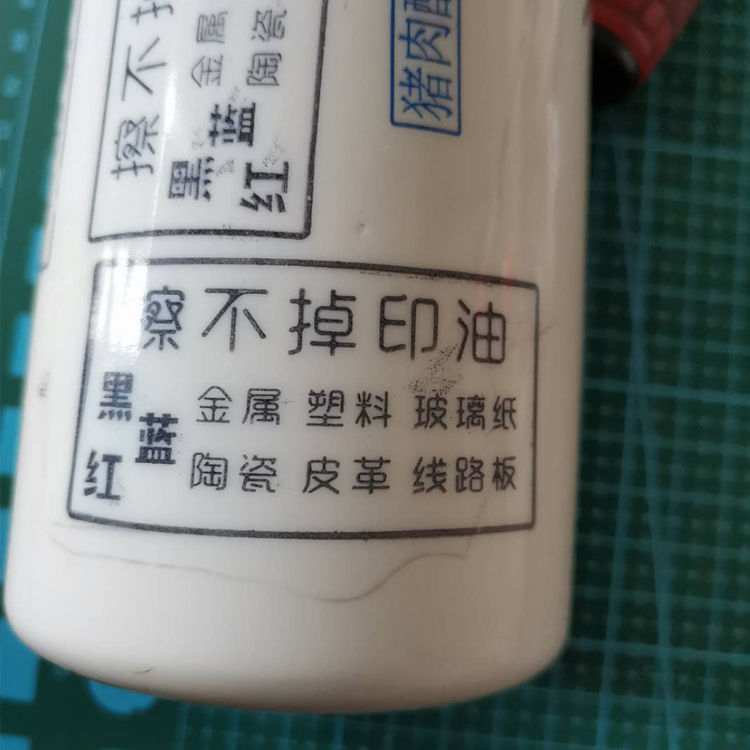 擦不掉
金属
陶瓷
黑
蓝
红
猪肉
擦不掉印油
黑
蓝
红
金属 塑料 玻璃纸
陶瓷 皮革 线路板